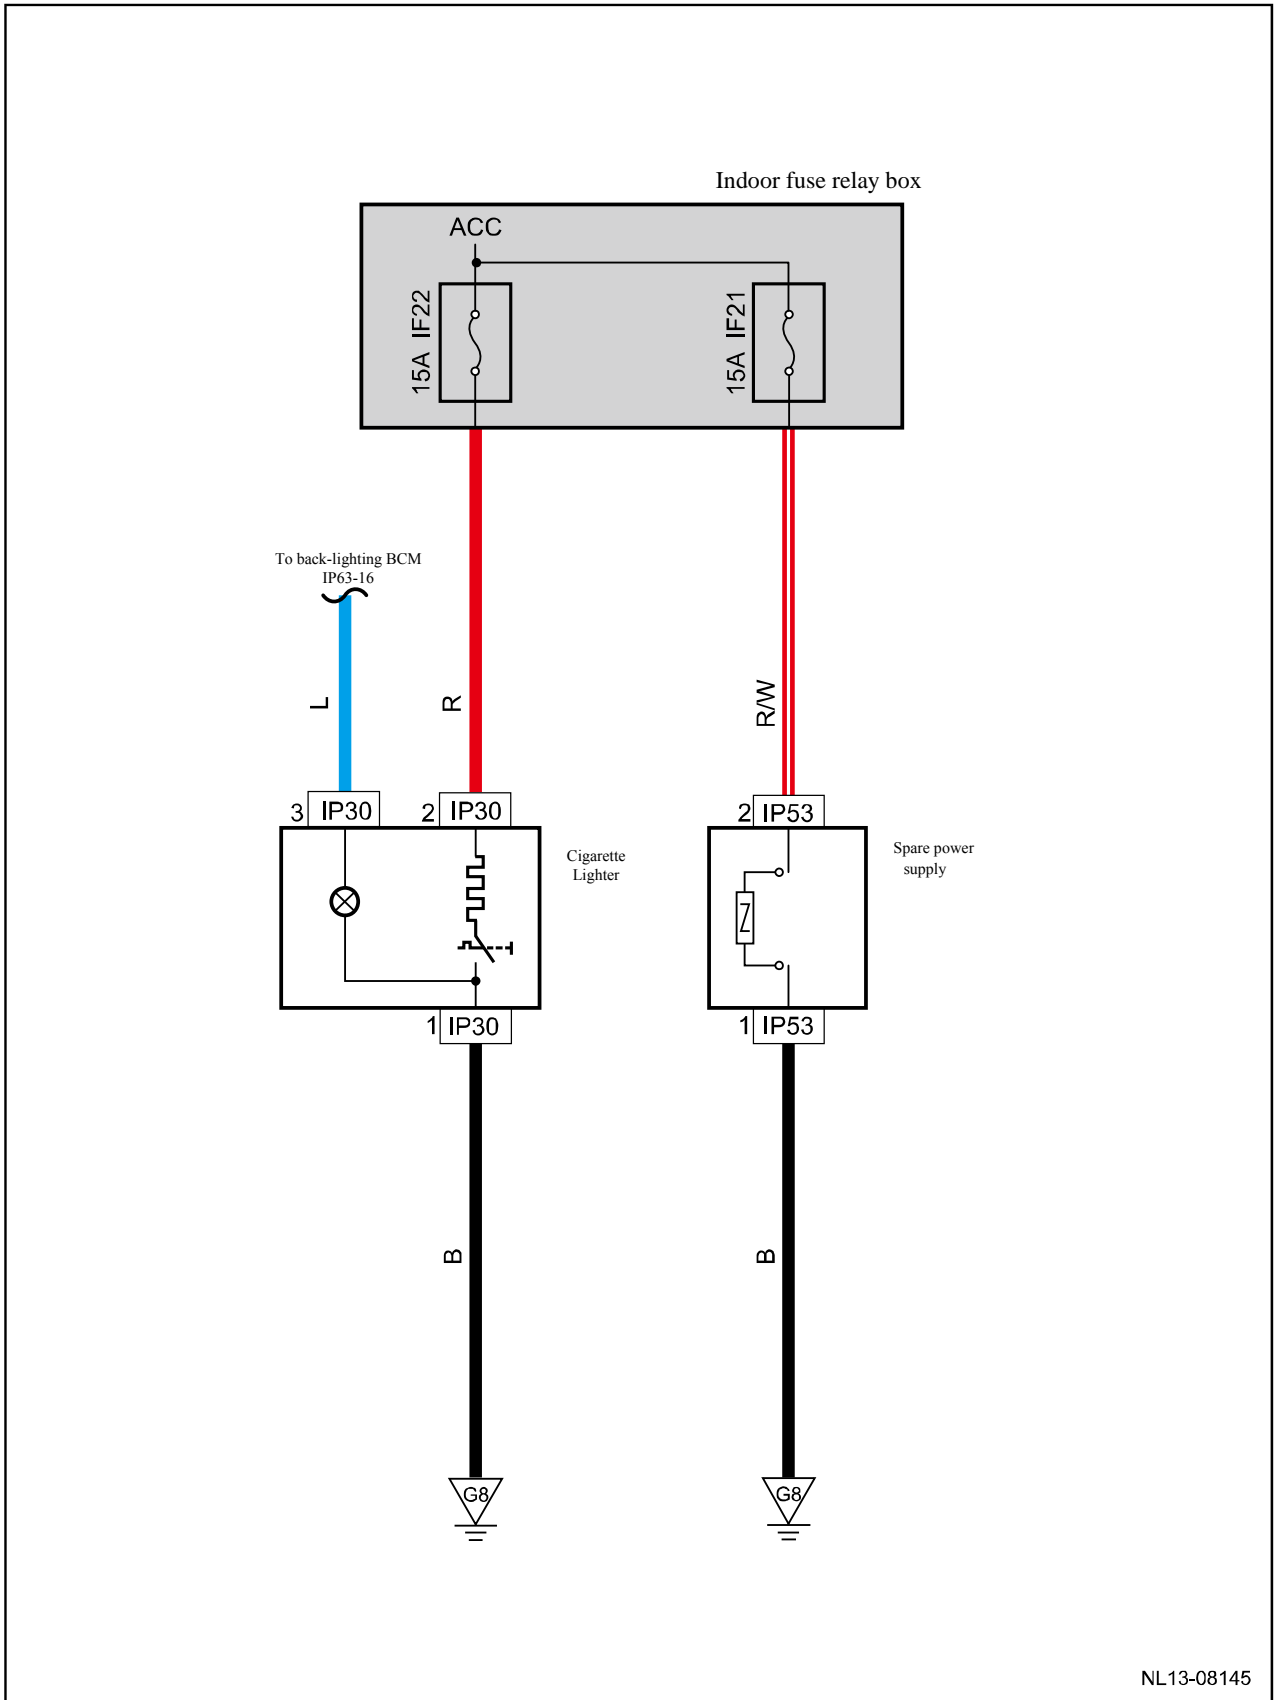 Indoor fuse relay box
ACC
15A IF22
15A IF21
To back-lighting BCM
IP63-16
L
R
R/W
3 IP30
2 IP30
2 IP53
Cigarette
Lighter
Spare power
supply
1 IP30
1 IP53
B
B
G8
G8
NL13-08145